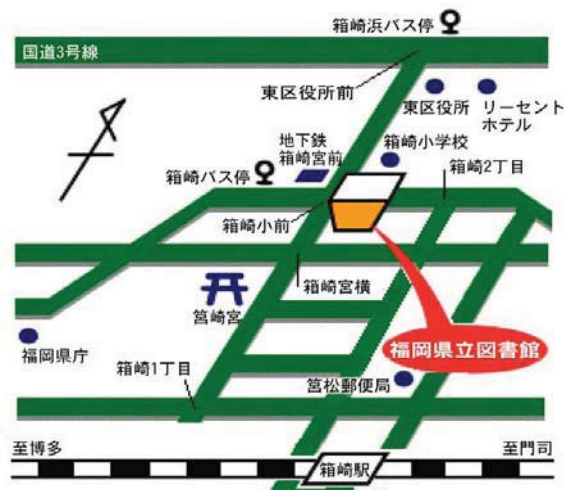 箱崎浜バス停
国道3号線
東区役所前
東区役所
リーセント
ホテル
地下鉄
箱崎宮前
箱崎小学校
箱崎バス停
箱崎2丁目
箱崎小前
箱崎宮横
筥崎宮
福岡県庁
福岡県立図書館
箱崎1丁目
筥松郵便局
至博多
至門司
箱崎駅